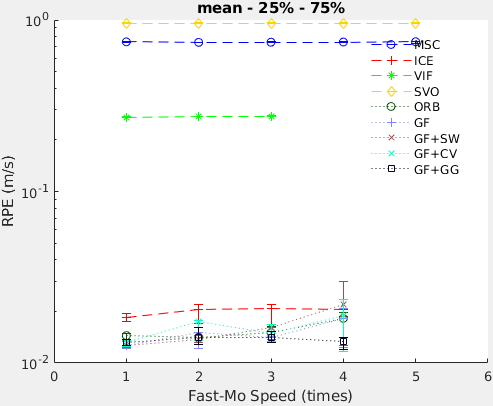 mean - 25% - 75%
10^0
10^-1
10^-2
RPE (m/s)
MSC
ICE
VIF
SVO
ORB
GF
GF+SW
GF+CV
GF+GG
0 1 2 3 4 5 6
Fast-Mo Speed (times)